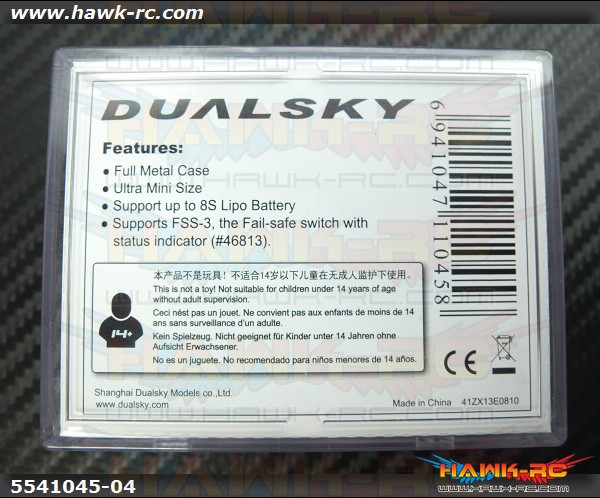 www.hawk-rc.com
DUALSKY
Features:
• Full Metal Case
• Ultra Mini Size
• Support up to 8S Lipo Battery
• Supports FSS-3, the Fail-safe switch with
status indicator (#46813).
6 941047 110458
本产品不是玩具！不适合14岁以下儿童在无成人监护下使用。
This is not a toy! Not suitable for children under 14 years of age
without adult supervision.
Ceci nést pas un jouet. Ne convient pas aux enfants de moins de 14
ans sans surveillance d'un adulte.
Kein Spielzeug. Nicht geeignet für Kinder unter 14 Jahren ohne
Aufsicht Erwachsener.
No es un juguete. No recomendado para niños menores de 14 años.
14+
CE
Shanghai Dualsky Models co.,Ltd.
www.dualsky.com
Made in China 41ZX13E0810
5541045-04
HAWK-RC
WWW.HAWK-RC.COM